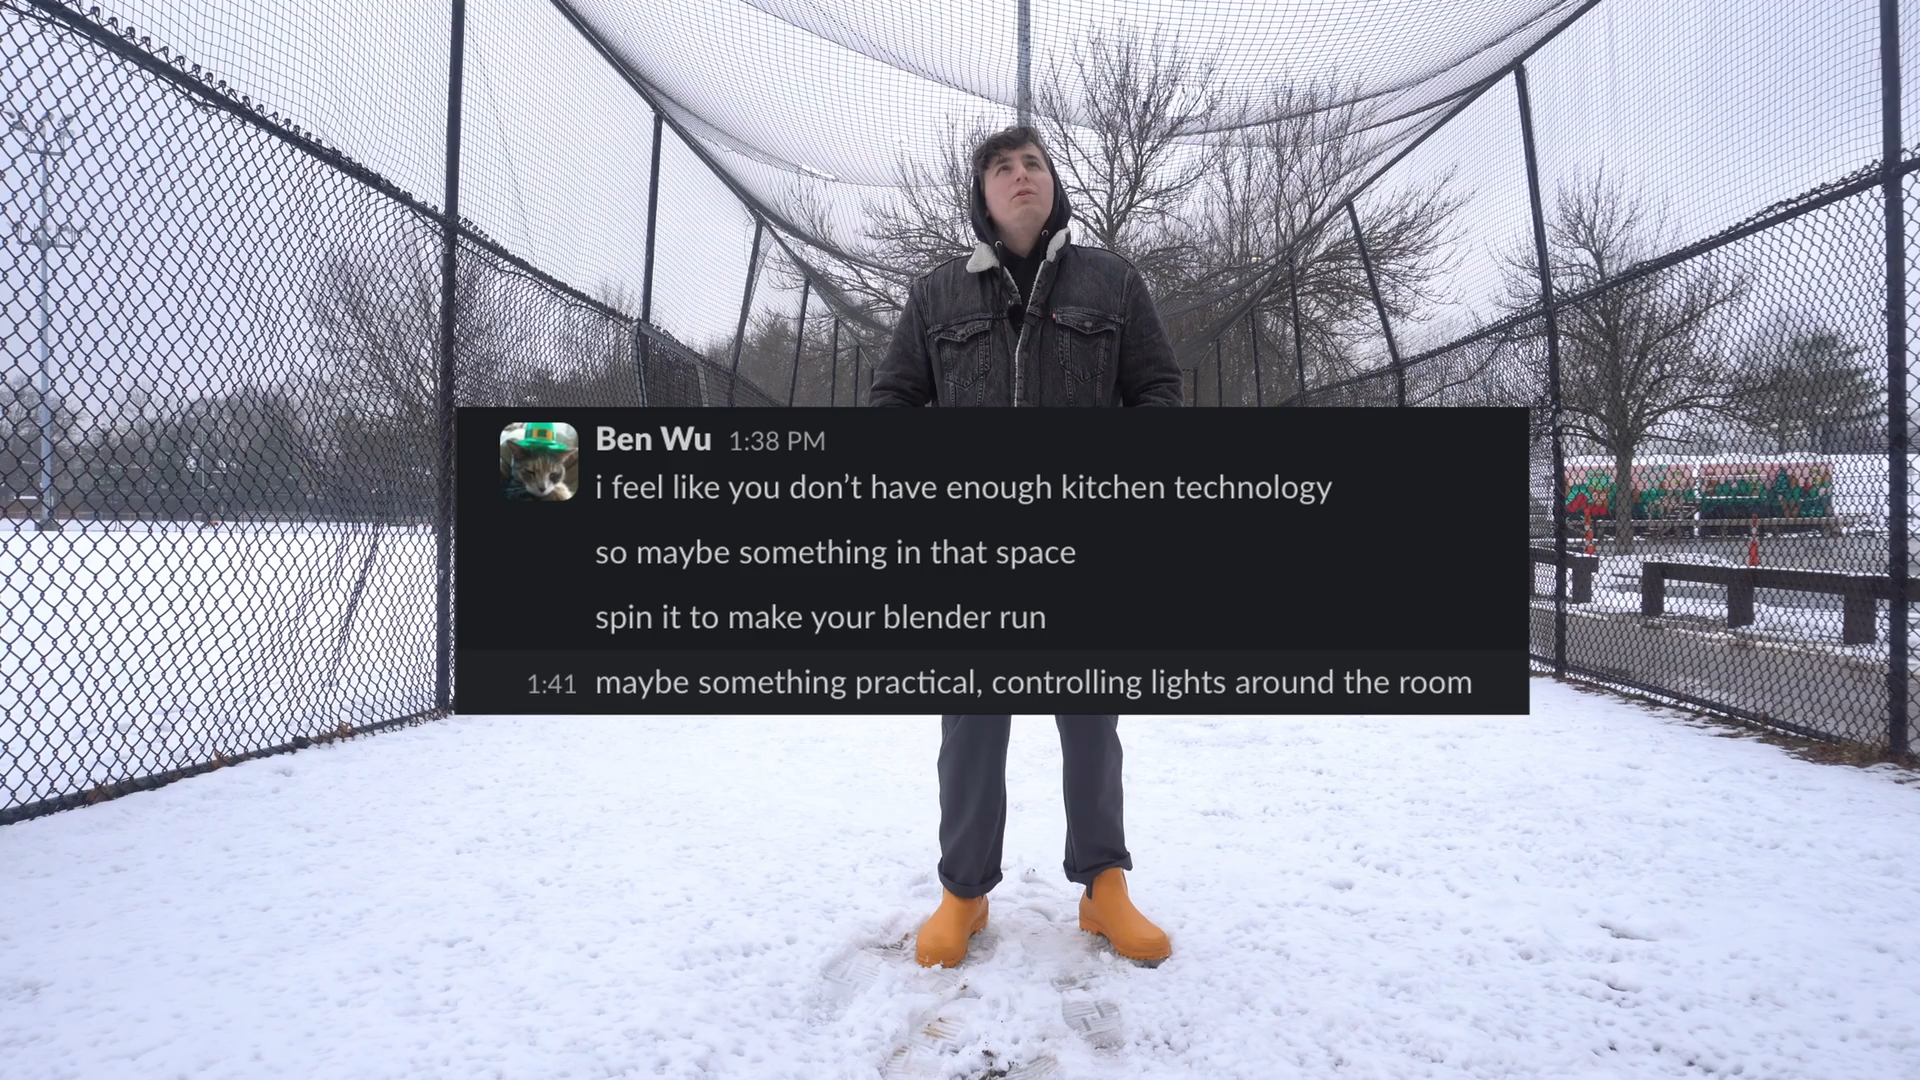 Ben Wu 1:38 PM
i feel like you don’t have enough kitchen technology
so maybe something in that space
spin it to make your blender run
1:41 maybe something practical, controlling lights around the room